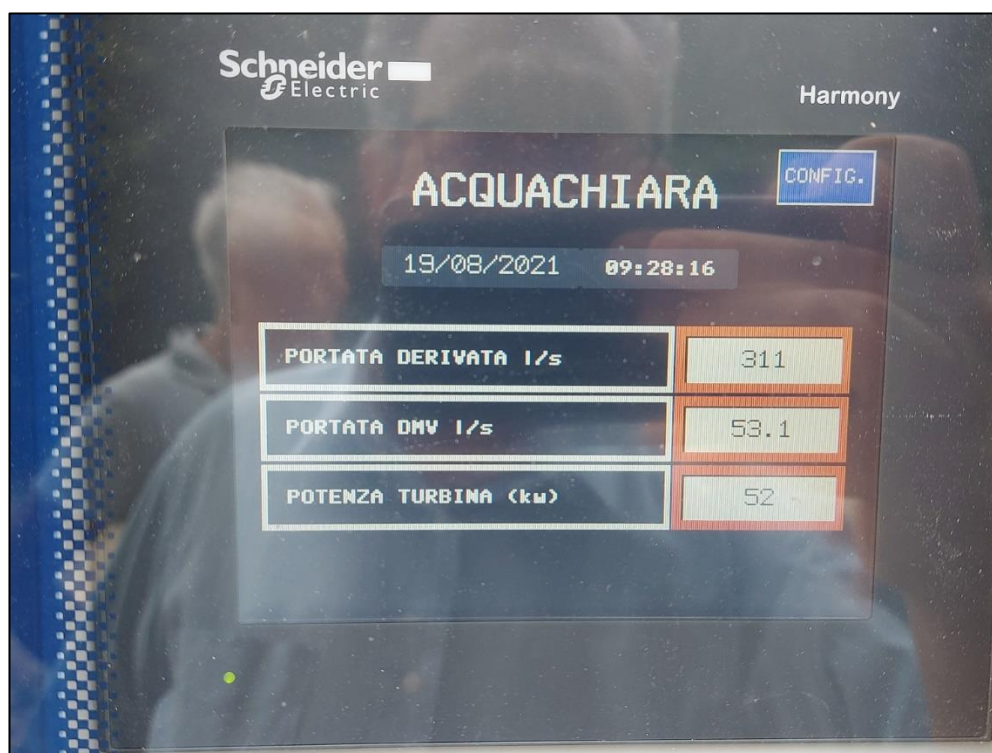 Schneider
Electric
Harmony
CONFIG.
ACQUACHIARA
19/08/2021 09:28:16
PORTATA DERIVATA l/s 311
PORTATA DMV l/s 53.1
POTENZA TURBINA (kw) 52